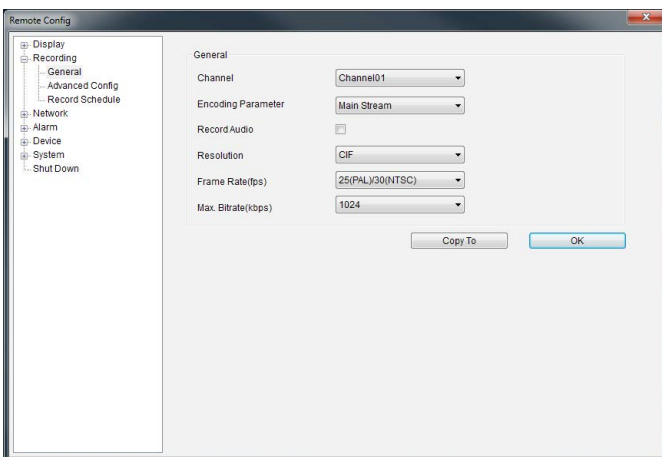 Remote Config
Display
Recording
General
Advanced Config
Record Schedule
Network
Alarm
Device
System
Shut Down
General
Channel
Channel01
Encoding Parameter
Main Stream
Record Audio
Resolution
CIF
Frame Rate(fps)
25(PAL)/30(NTSC)
Max. Bitrate(kbps)
1024
Copy To
OK